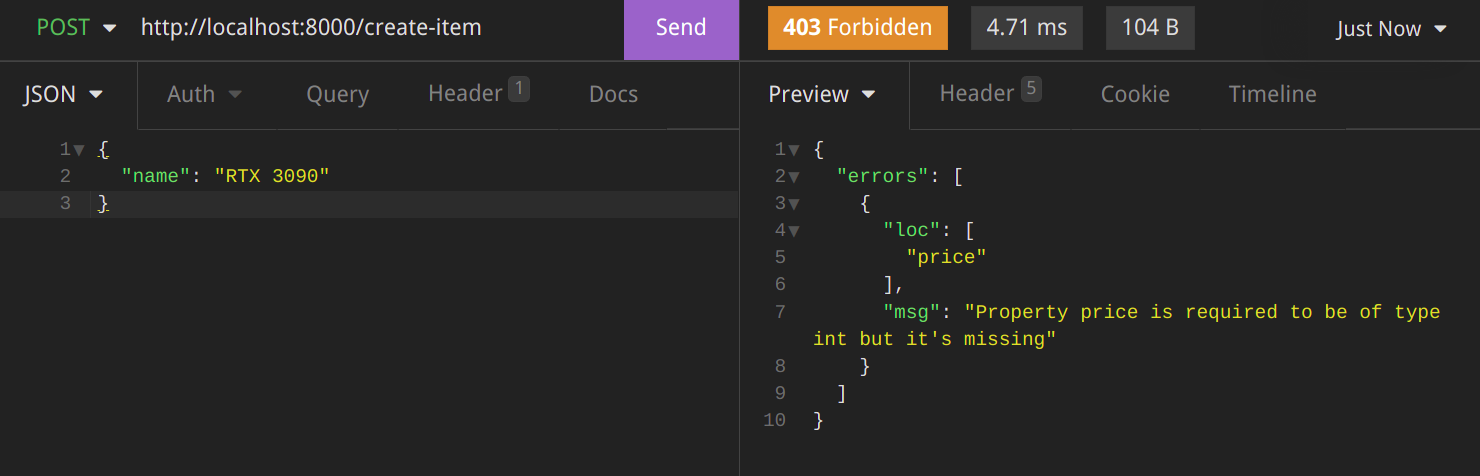 POST http://localhost:8000/create-item Send 403 Forbidden 4.71 ms 104 B Just Now
JSON Auth Query Header 1 Docs
1 {
2 "name": "RTX 3090"
3 }
Preview Header 5 Cookie Timeline
1 {
2 "errors": [
3 {
4 "loc": [
5 "price"
6 ],
7 "msg": "Property price is required to be of type
int but it's missing"
8 }
9 ]
10 }